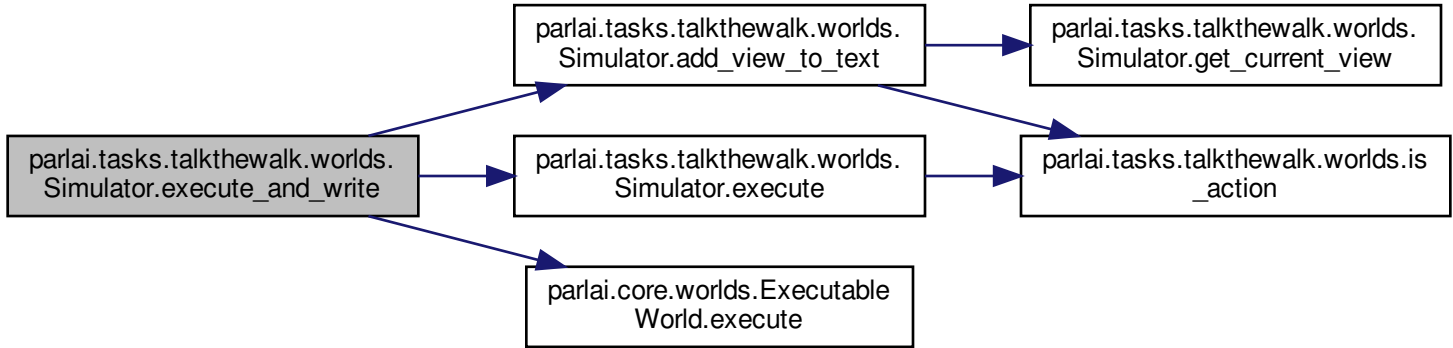 parlai.tasks.talkthewalk.worlds.
Simulator.execute_and_write
parlai.tasks.talkthewalk.worlds.
Simulator.add_view_to_text
parlai.tasks.talkthewalk.worlds.
Simulator.execute
parlai.core.worlds.Executable
World.execute
parlai.tasks.talkthewalk.worlds.
Simulator.get_current_view
parlai.tasks.talkthewalk.worlds.is
_action